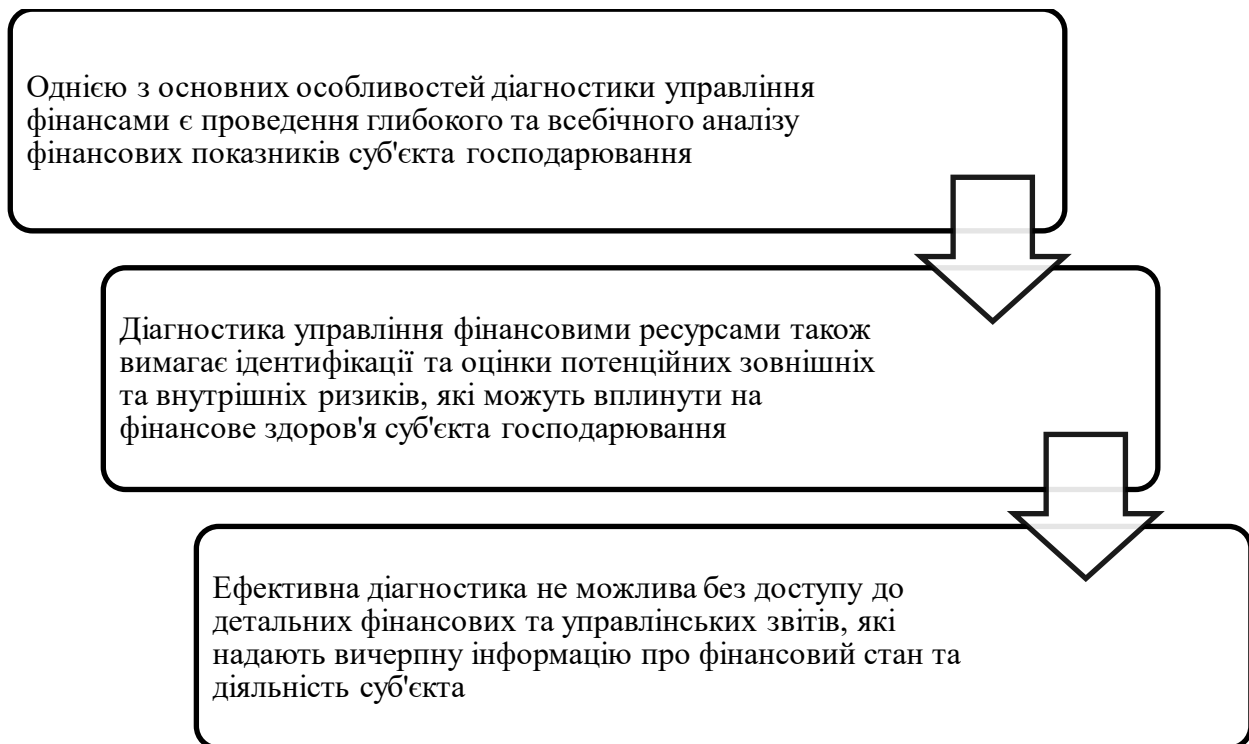 Однією з основних особливостей діагностики управління
фінансами є проведення глибокого та всебічного аналізу
фінансових показників суб'єкта господарювання
Діагностика управління фінансовими ресурсами також
вимагає ідентифікації та оцінки потенційних зовнішніх
та внутрішніх ризиків, які можуть вплинути на
фінансове здоров'я суб'єкта господарювання
Ефективна діагностика не можлива без доступу до
детальних фінансових та управлінських звітів, які
надають вичерпну інформацію про фінансовий стан та
діяльність суб'єкта